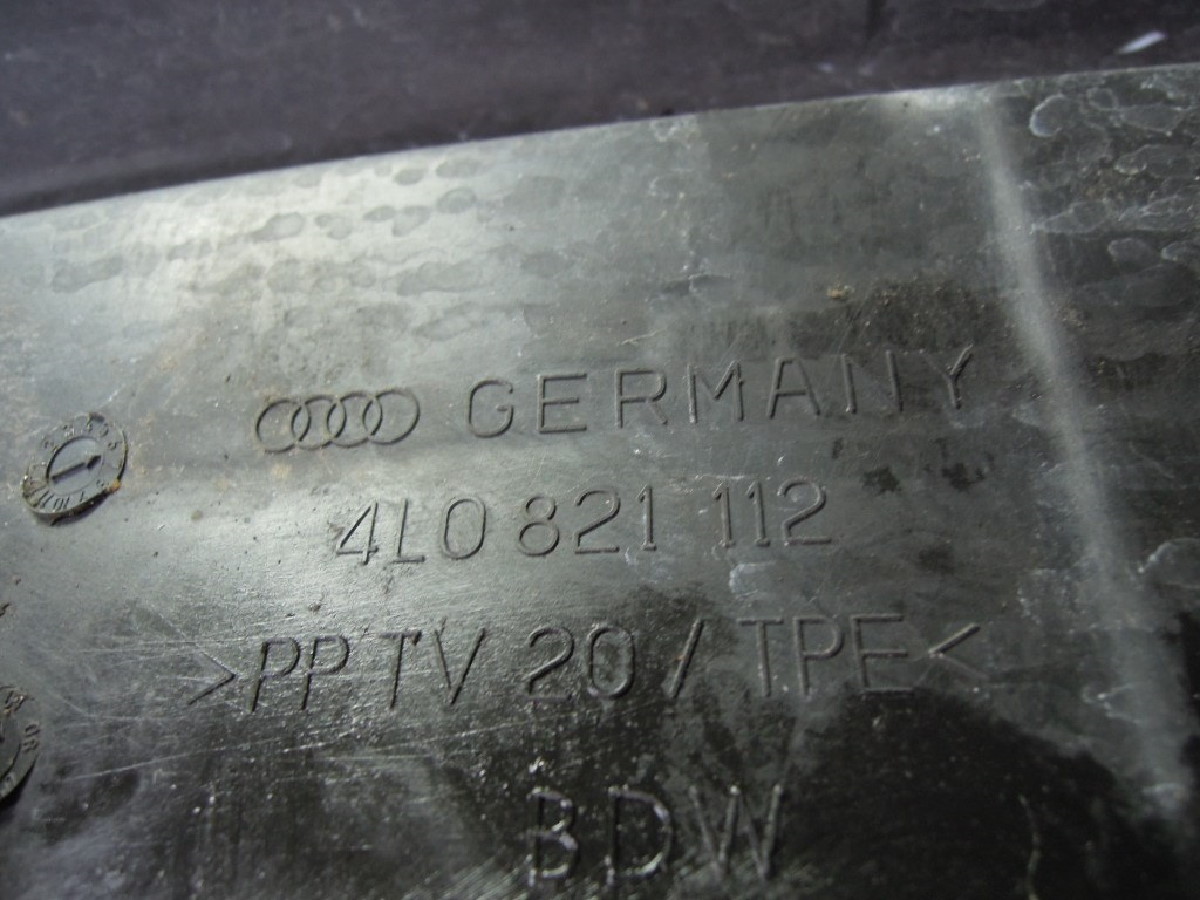 GERMANY
4L0 821 112
>PP TV 20 / TPE<
BDW